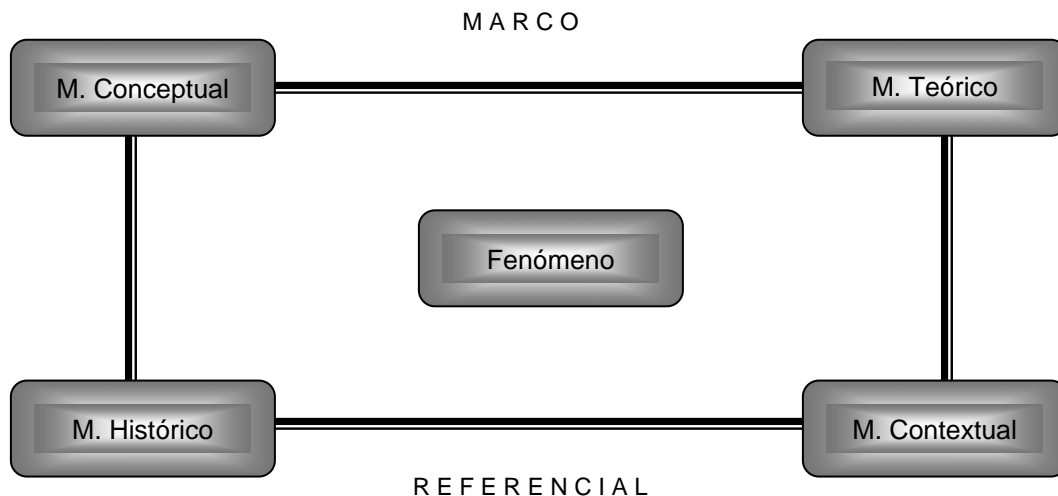 M A R C O
M. Conceptual
M. Teórico
Fenómeno
M. Histórico
M. Contextual
R E F E R E N C I A L